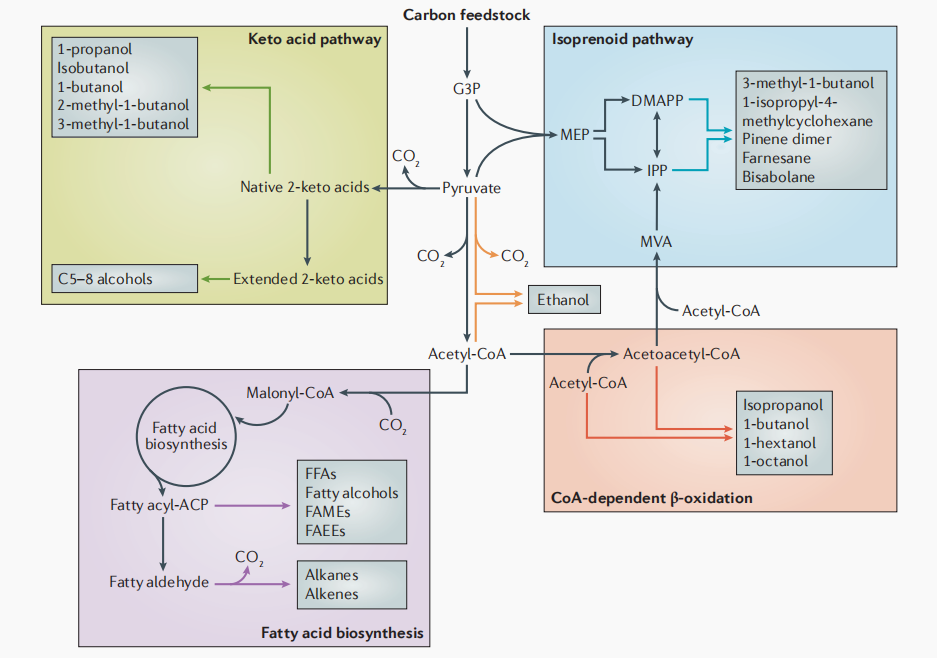 Carbon feedstock
Keto acid pathway
1-propanol
Isobutanol
1-butanol
2-methyl-1-butanol
3-methyl-1-butanol
Native 2-keto acids
Extended 2-keto acids
C5–8 alcohols
G3P
CO2
Pyruvate
CO2
CO2
Ethanol
Acetyl-CoA
Isoprenoid pathway
MEP
DMAPP
IPP
MVA
3-methyl-1-butanol
1-isopropyl-4-
methylcyclohexane
Pinene dimer
Farnesane
Bisabolane
Acetyl-CoA
Acetoacetyl-CoA
Acetyl-CoA
Isopropanol
1-butanol
1-hextanol
1-octanol
CoA-dependent β-oxidation
Malonyl-CoA
CO2
Fatty acid
biosynthesis
Fatty acyl-ACP
FFAs
Fatty alcohols
FAMEs
FAEEs
Fatty aldehyde
CO2
Alkanes
Alkenes
Fatty acid biosynthesis